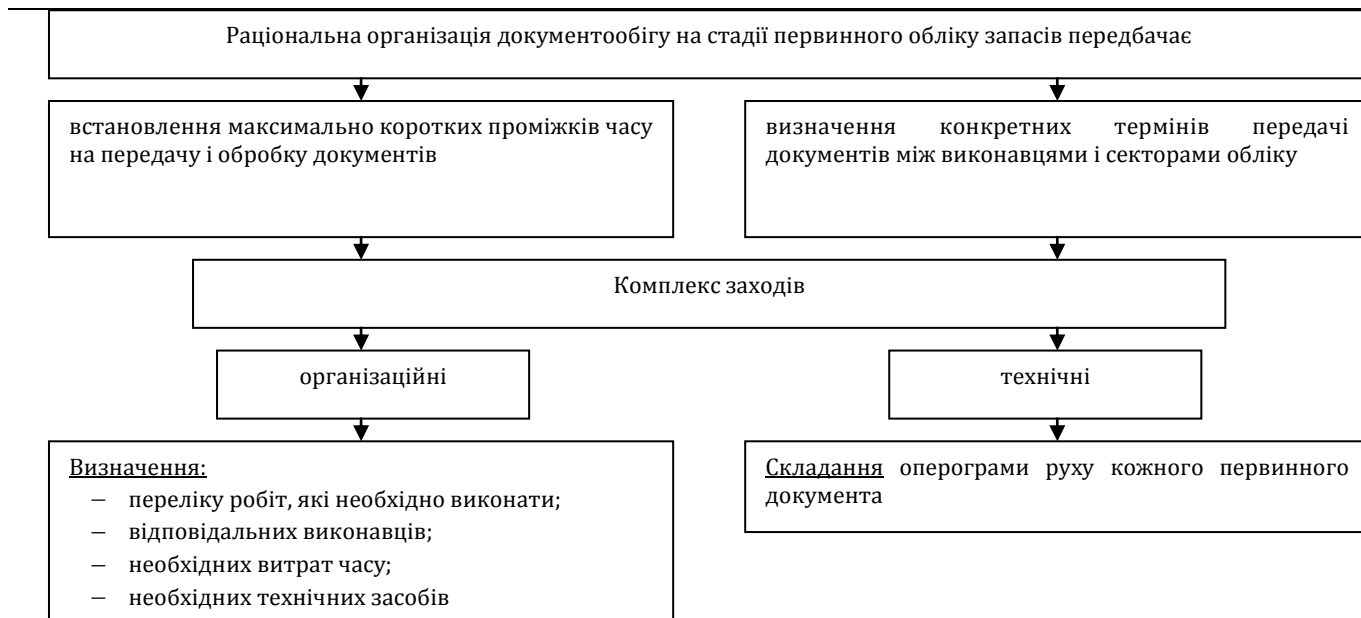 Раціональна організація документообігу на стадії первинного обліку запасів передбачає
встановлення максимально коротких проміжків часу
на передачу і обробку документів
визначення конкретних термінів передачі
документів між виконавцями і секторами обліку
Комплекс заходів
організаційні
технічні
Визначення:
– переліку робіт, які необхідно виконати;
– відповідальних виконавців;
– необхідних витрат часу;
– необхідних технічних засобів
Складання оперограми руху кожного первинного
документа